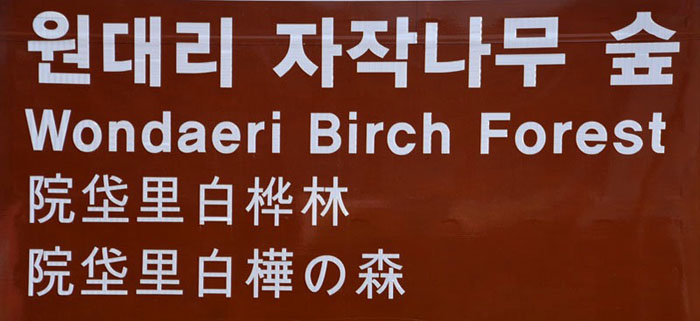 원대리 자작나무 숲
Wondaeri Birch Forest
院垈里白桦林
院垈里白樺の森